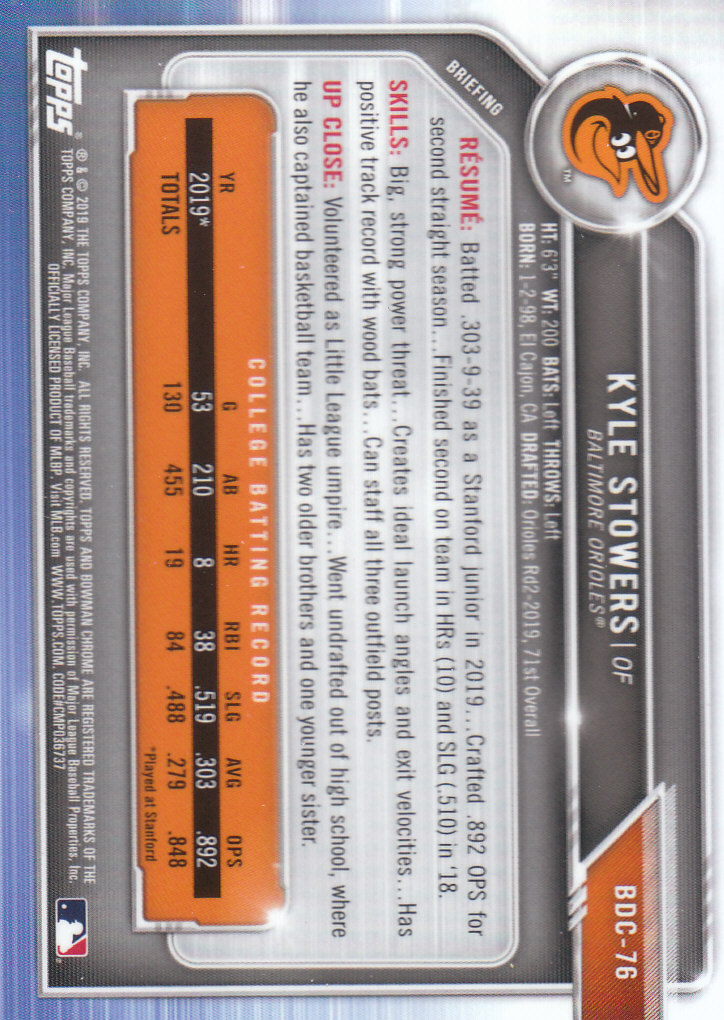 BDC-76
KYLE STOWERS | OF
BALTIMORE ORIOLES®
HT: 6'3" WT: 200 BATS: Left THROWS: Left
BORN: 1-2-98, El Cajon, CA DRAFTED: Orioles Rd2-2019, 71st Overall
TM
BRIEFING
RÉSUMÉ: Batted .303-9-39 as a Stanford junior in 2019...Crafted .892 OPS for
second straight season...Finished second on team in HRs (10) and SLG (.510) in '18.
SKILLS: Big, strong power threat...Creates ideal launch angles and exit velocities...Has
positive track record with wood bats...Can staff all three outfield posts.
UP CLOSE: Volunteered as Little League umpire...Went undrafted out of high school, where
he also captained basketball team...Has two older brothers and one younger sister.
COLLEGE BATTING RECORD
YR G AB HR RBI SLG AVG OPS
2019* 53 210 8 38 .519 .303 .892
TOTALS 130 455 19 84 .488 .279 .848
*Played at Stanford
topps®
® & © 2019 THE TOPPS COMPANY, INC. ALL RIGHTS RESERVED. TOPPS AND BOWMAN CHROME ARE REGISTERED TRADEMARKS OF THE
TOPPS COMPANY, INC. Major League Baseball trademarks and copyrights are used with permission of Major League Baseball Properties, Inc.
OFFICIALLY LICENSED PRODUCT OF MLBP. Visit MLB.com WWW.TOPPS.COM. CODE#CMP036737